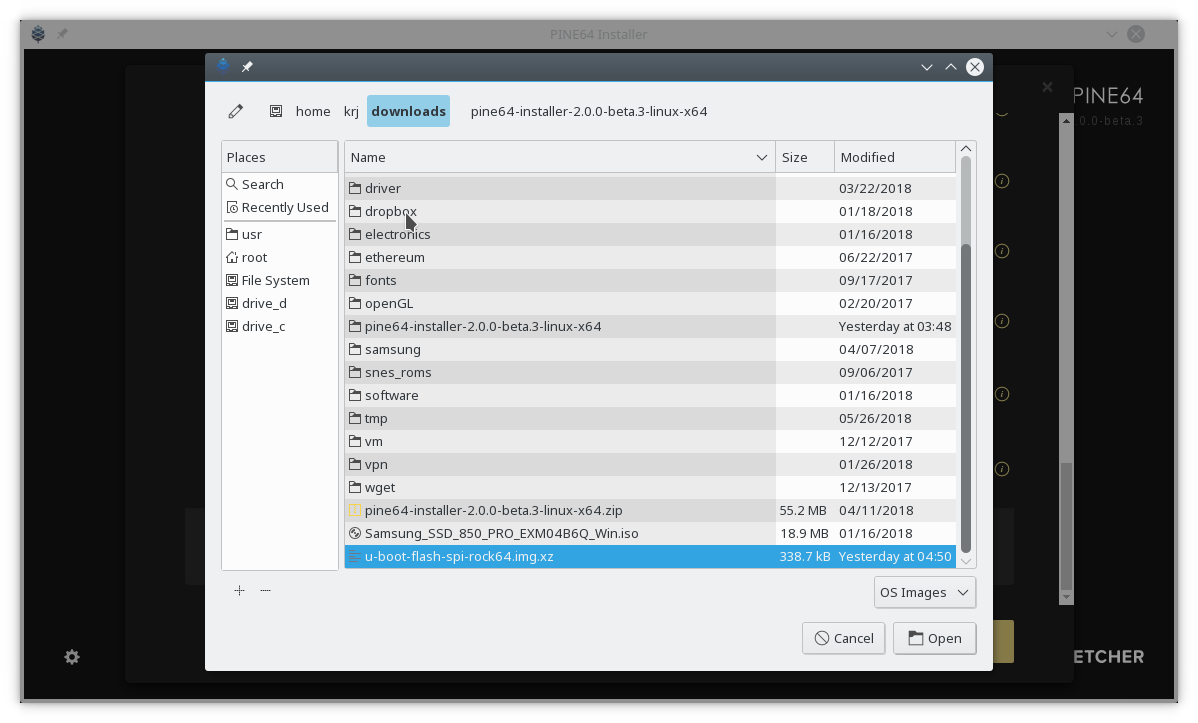 PINE64 Installer
PINE64
0.0-beta.3
home krj downloads pine64-installer-2.0.0-beta.3-linux-x64
Places
Search
Recently Used
usr
root
File System
drive_d
drive_c
Name Size Modified
driver 03/22/2018
dropbox 01/18/2018
electronics 01/16/2018
ethereum 06/22/2017
fonts 09/17/2017
openGL 02/20/2017
pine64-installer-2.0.0-beta.3-linux-x64 Yesterday at 03:48
samsung 04/07/2018
snes_roms 09/06/2017
software 01/16/2018
tmp 05/26/2018
vm 12/12/2017
vpn 01/26/2018
wget 12/13/2017
pine64-installer-2.0.0-beta.3-linux-x64.zip 55.2 MB 04/11/2018
Samsung_SSD_850_PRO_EXM04B6Q_Win.iso 18.9 MB 01/16/2018
u-boot-flash-spi-rock64.img.xz 338.7 kB Yesterday at 04:50
OS Images
Cancel Open
ETCHER